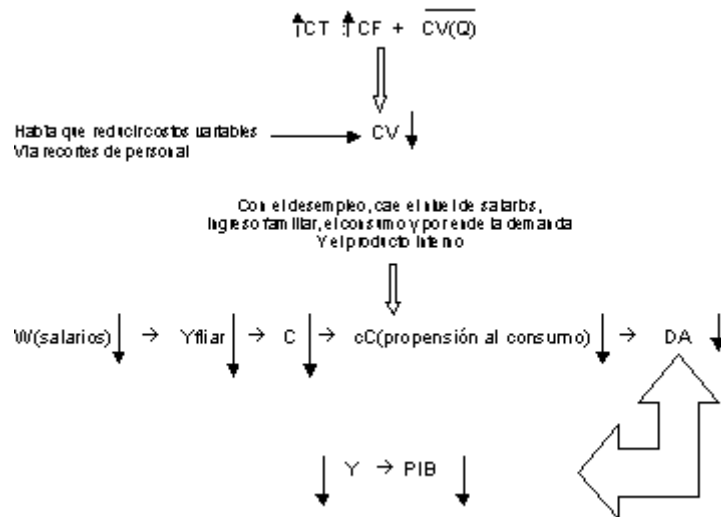 CT : CF + CV(Q)
Había que reducir costos variables CV
Vía recortes de personal
Con el desempleo, cae el nivel de salarios,
Ingreso familiar, el consumo y por ende la demanda
Y el producto interno
W(salarios) → Yfliar → C → cC(propensión al consumo) → DA
Y → PIB